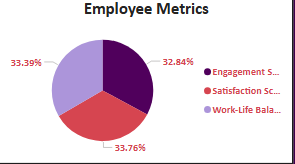 Employee Metrics
33.39%
32.84%
Engagement S...
Satisfaction Sc...
Work-Life Bala...
33.76%